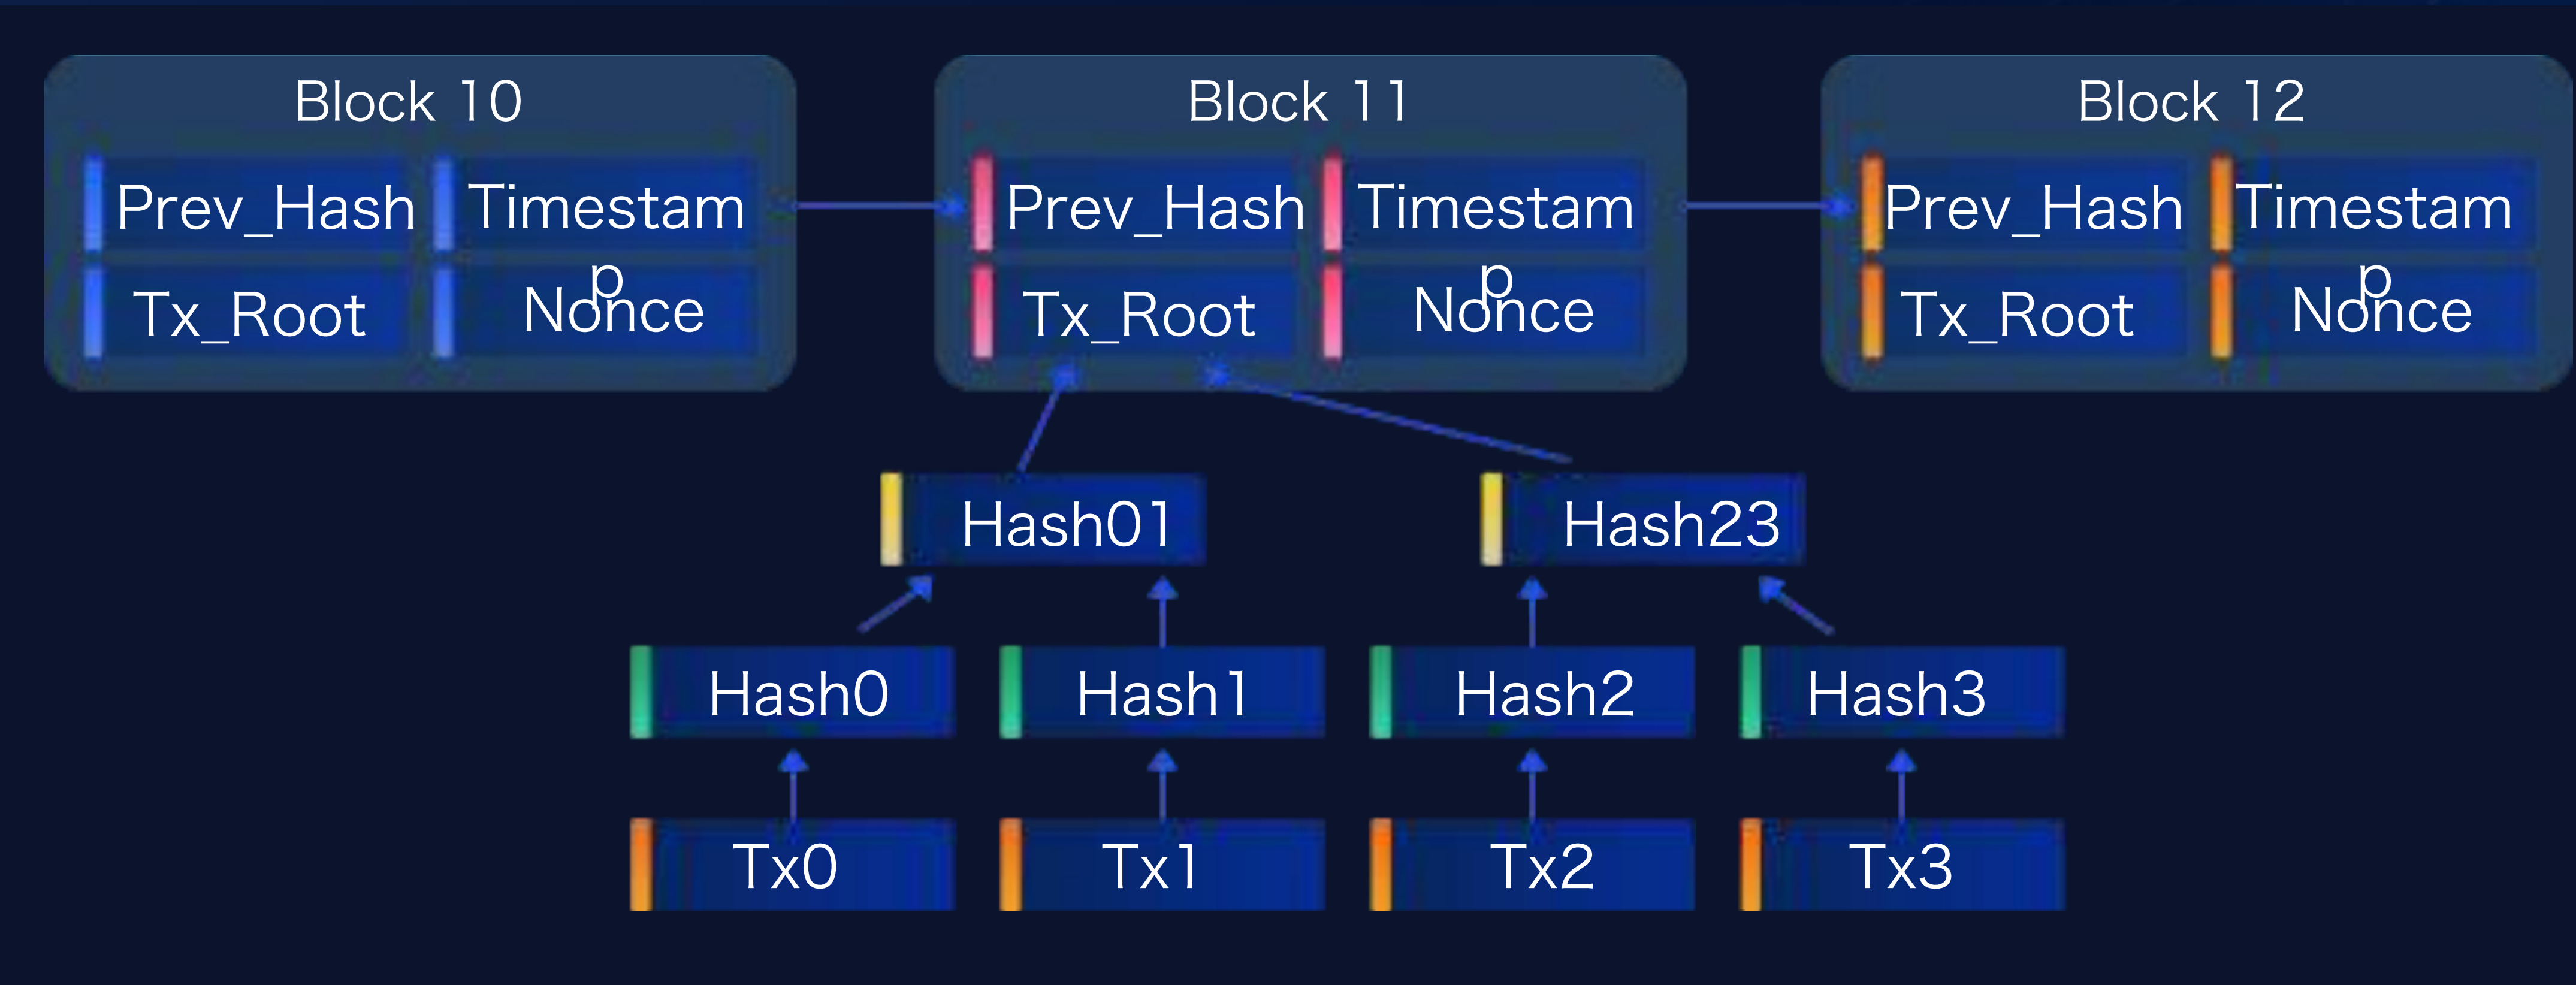 Block 10
Prev_Hash
Timestam
p
Tx_Root
Nonce
Block 11
Prev_Hash
Timestam
p
Tx_Root
Nonce
Block 12
Prev_Hash
Timestam
p
Tx_Root
Nonce
Hash01
Hash23
Hash0
Hash1
Hash2
Hash3
Tx0
Tx1
Tx2
Tx3